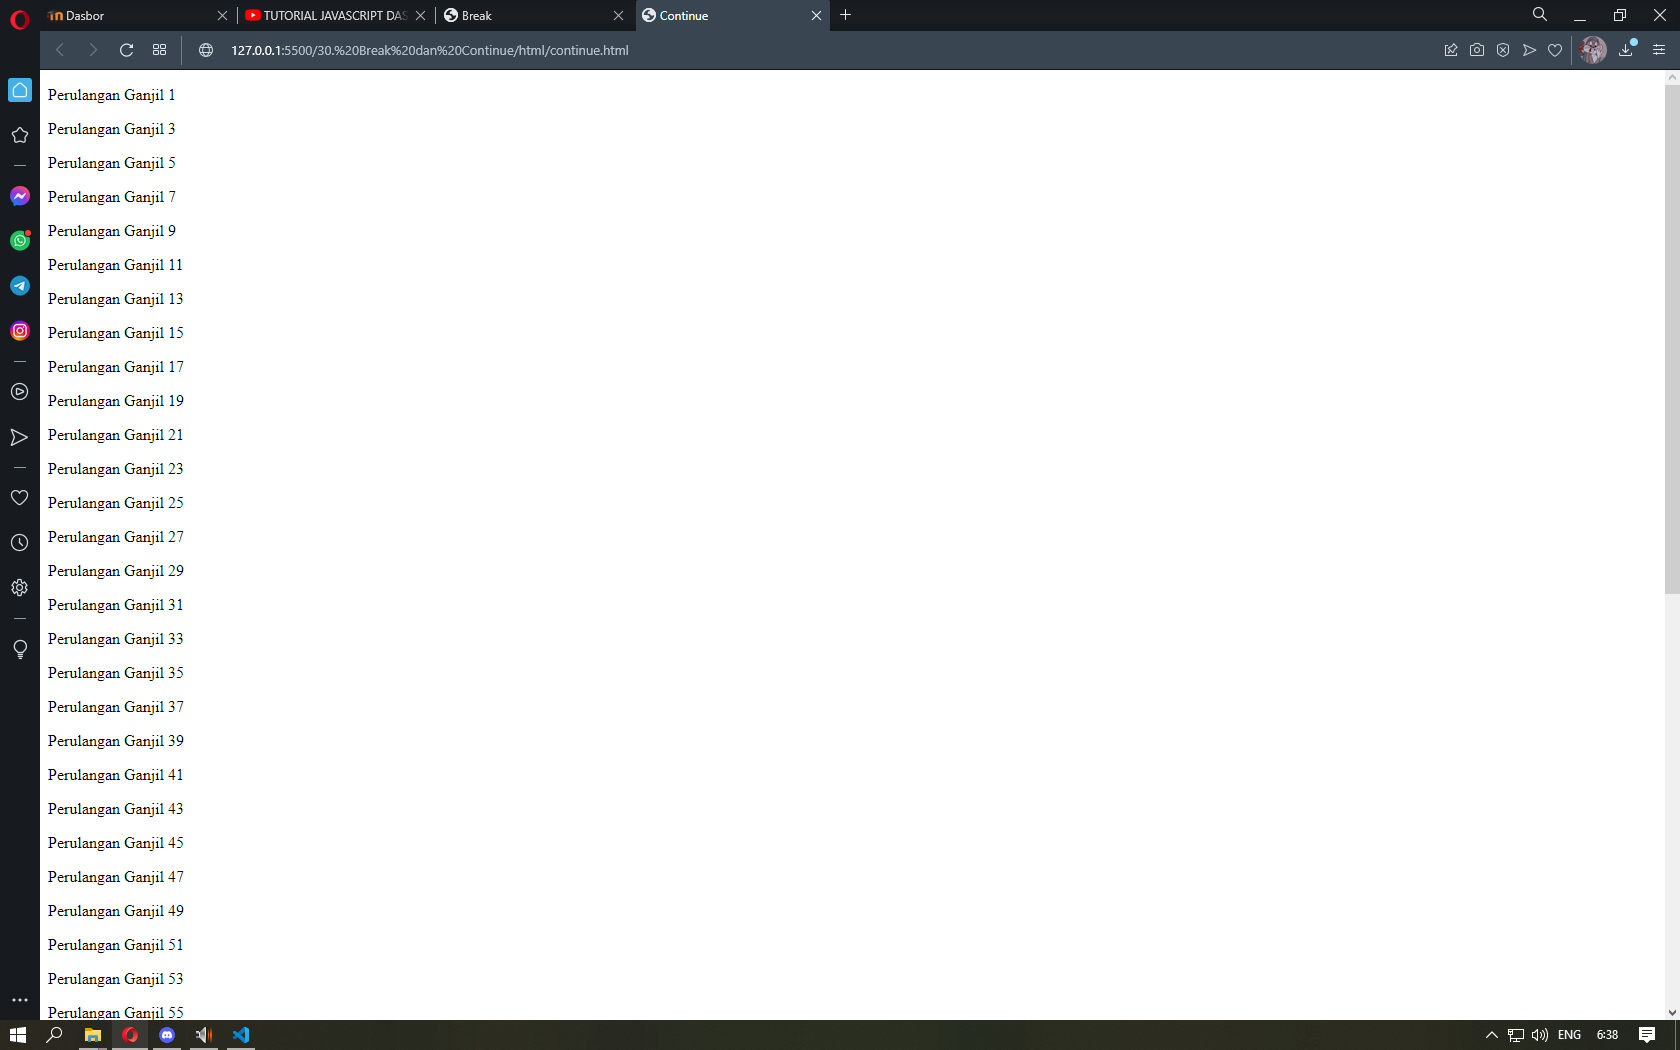 Dasbor
TUTORIAL JAVASCRIPT DAS
Break
Continue
127.0.0.1:5500/30.%20Break%20dan%20Continue/html/continue.html
Perulangan Ganjil 1
Perulangan Ganjil 3
Perulangan Ganjil 5
Perulangan Ganjil 7
Perulangan Ganjil 9
Perulangan Ganjil 11
Perulangan Ganjil 13
Perulangan Ganjil 15
Perulangan Ganjil 17
Perulangan Ganjil 19
Perulangan Ganjil 21
Perulangan Ganjil 23
Perulangan Ganjil 25
Perulangan Ganjil 27
Perulangan Ganjil 29
Perulangan Ganjil 31
Perulangan Ganjil 33
Perulangan Ganjil 35
Perulangan Ganjil 37
Perulangan Ganjil 39
Perulangan Ganjil 41
Perulangan Ganjil 43
Perulangan Ganjil 45
Perulangan Ganjil 47
Perulangan Ganjil 49
Perulangan Ganjil 51
Perulangan Ganjil 53
Perulangan Ganjil 55
ENG
6:38